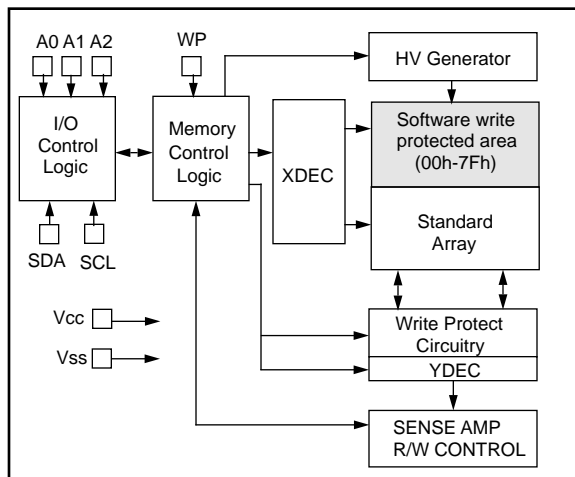 A0 A1 A2
WP
HV Generator
I/O
Control
Logic
Memory
Control
Logic
XDEC
Software write
protected area
(00h-7Fh)
Standard
Array
SDA
SCL
Vcc
Vss
Write Protect
Circuitry
YDEC
SENSE AMP
R/W CONTROL